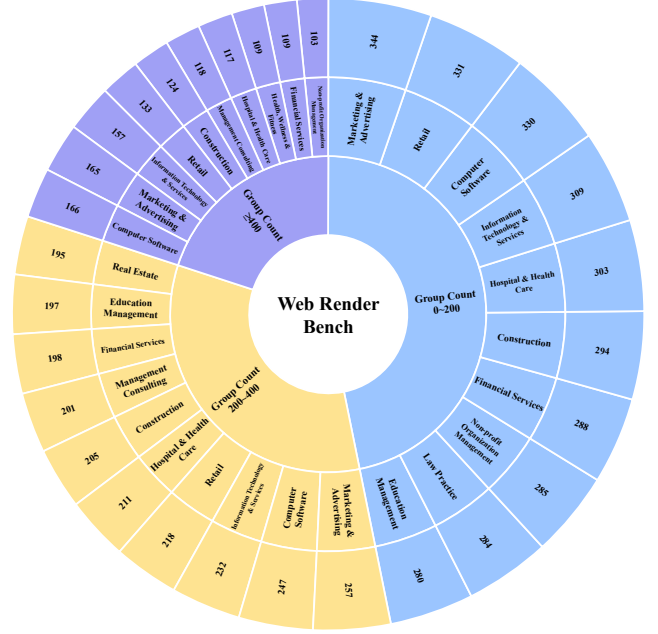 Web Render
Bench
Group Count
0~200
Marketing &
Advertising
344
Retail
331
Computer
Software
330
Information
Technology &
Services
309
Hospital & Health
Care
303
Construction
294
Financial Services
288
Non-profit
Organization
Management
285
Law Practice
284
Education
Management
280
Group Count
200~400
Marketing &
Advertising
257
Computer
Software
247
Information Technology
& Services
232
Retail
218
Hospital & Health
Care
211
Construction
205
Management
Consulting
201
Financial Services
198
Education
Management
197
Real Estate
195
Group Count
≥400
Computer Software
166
Marketing &
Advertising
165
Information Technology
& Services
157
Retail
133
Construction
124
Management Consulting
118
Hospital & Health Care
117
Health, Wellness &
Fitness
109
Financial Services
109
Nonprofit Organization
Management
103